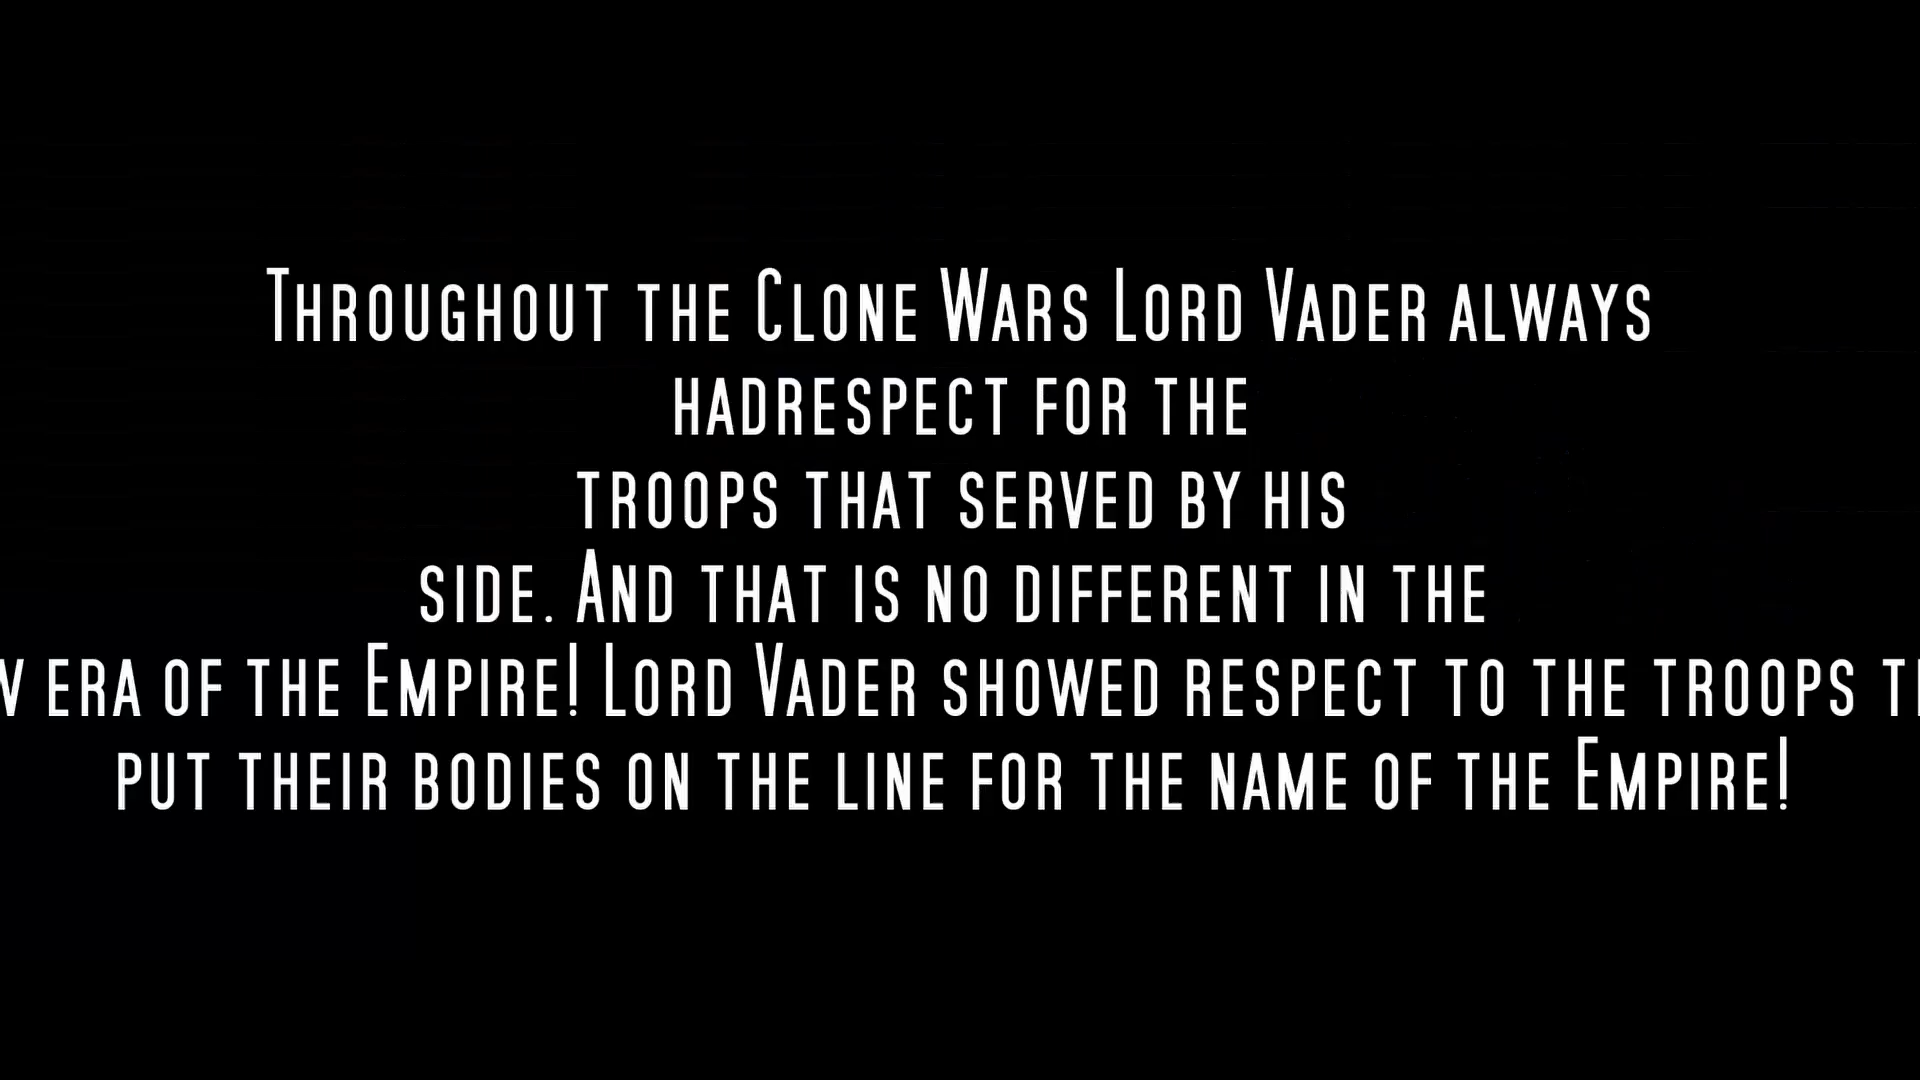 Throughout the Clone Wars Lord Vader always
hadrespect for the
troops that served by his
side. And that is no different in the
era of the Empire! Lord Vader showed respect to the troops
put their bodies on the line for the name of the Empire!